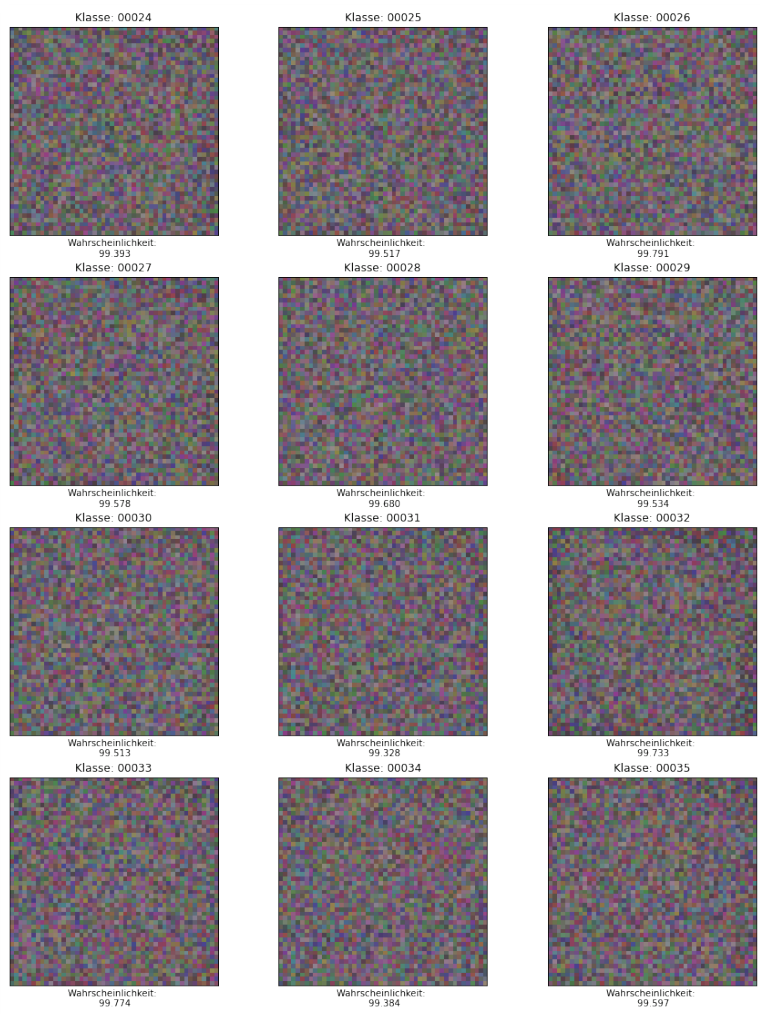 Klasse: 00024
Klasse: 00025
Klasse: 00026
Wahrscheinlichkeit:
99.393
Wahrscheinlichkeit:
99.517
Wahrscheinlichkeit:
99.791
Klasse: 00027
Klasse: 00028
Klasse: 00029
Wahrscheinlichkeit:
99.578
Wahrscheinlichkeit:
99.680
Wahrscheinlichkeit:
99.534
Klasse: 00030
Klasse: 00031
Klasse: 00032
Wahrscheinlichkeit:
99.513
Wahrscheinlichkeit:
99.328
Wahrscheinlichkeit:
99.733
Klasse: 00033
Klasse: 00034
Klasse: 00035
Wahrscheinlichkeit:
99.774
Wahrscheinlichkeit:
99.384
Wahrscheinlichkeit:
99.597